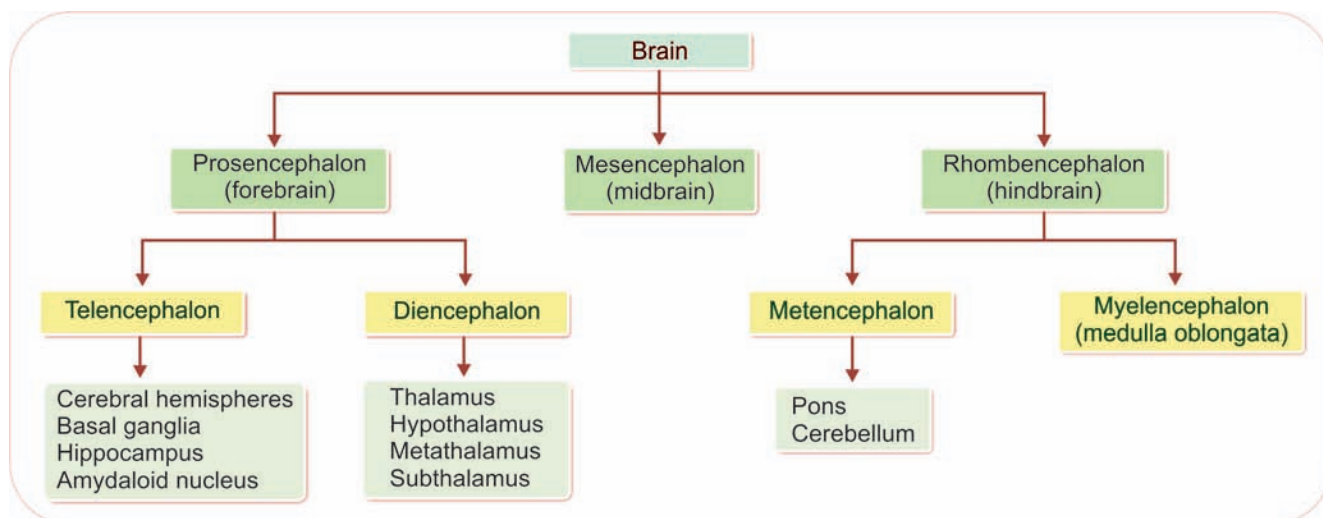 Brain
Prosencephalon
(forebrain)
Mesencephalon
(midbrain)
Rhombencephalon
(hindbrain)
Telencephalon
Diencephalon
Metencephalon
Myelencephalon
(medulla oblongata)
Cerebral hemispheres
Basal ganglia
Hippocampus
Amydaloid nucleus
Thalamus
Hypothalamus
Metathalamus
Subthalamus
Pons
Cerebellum